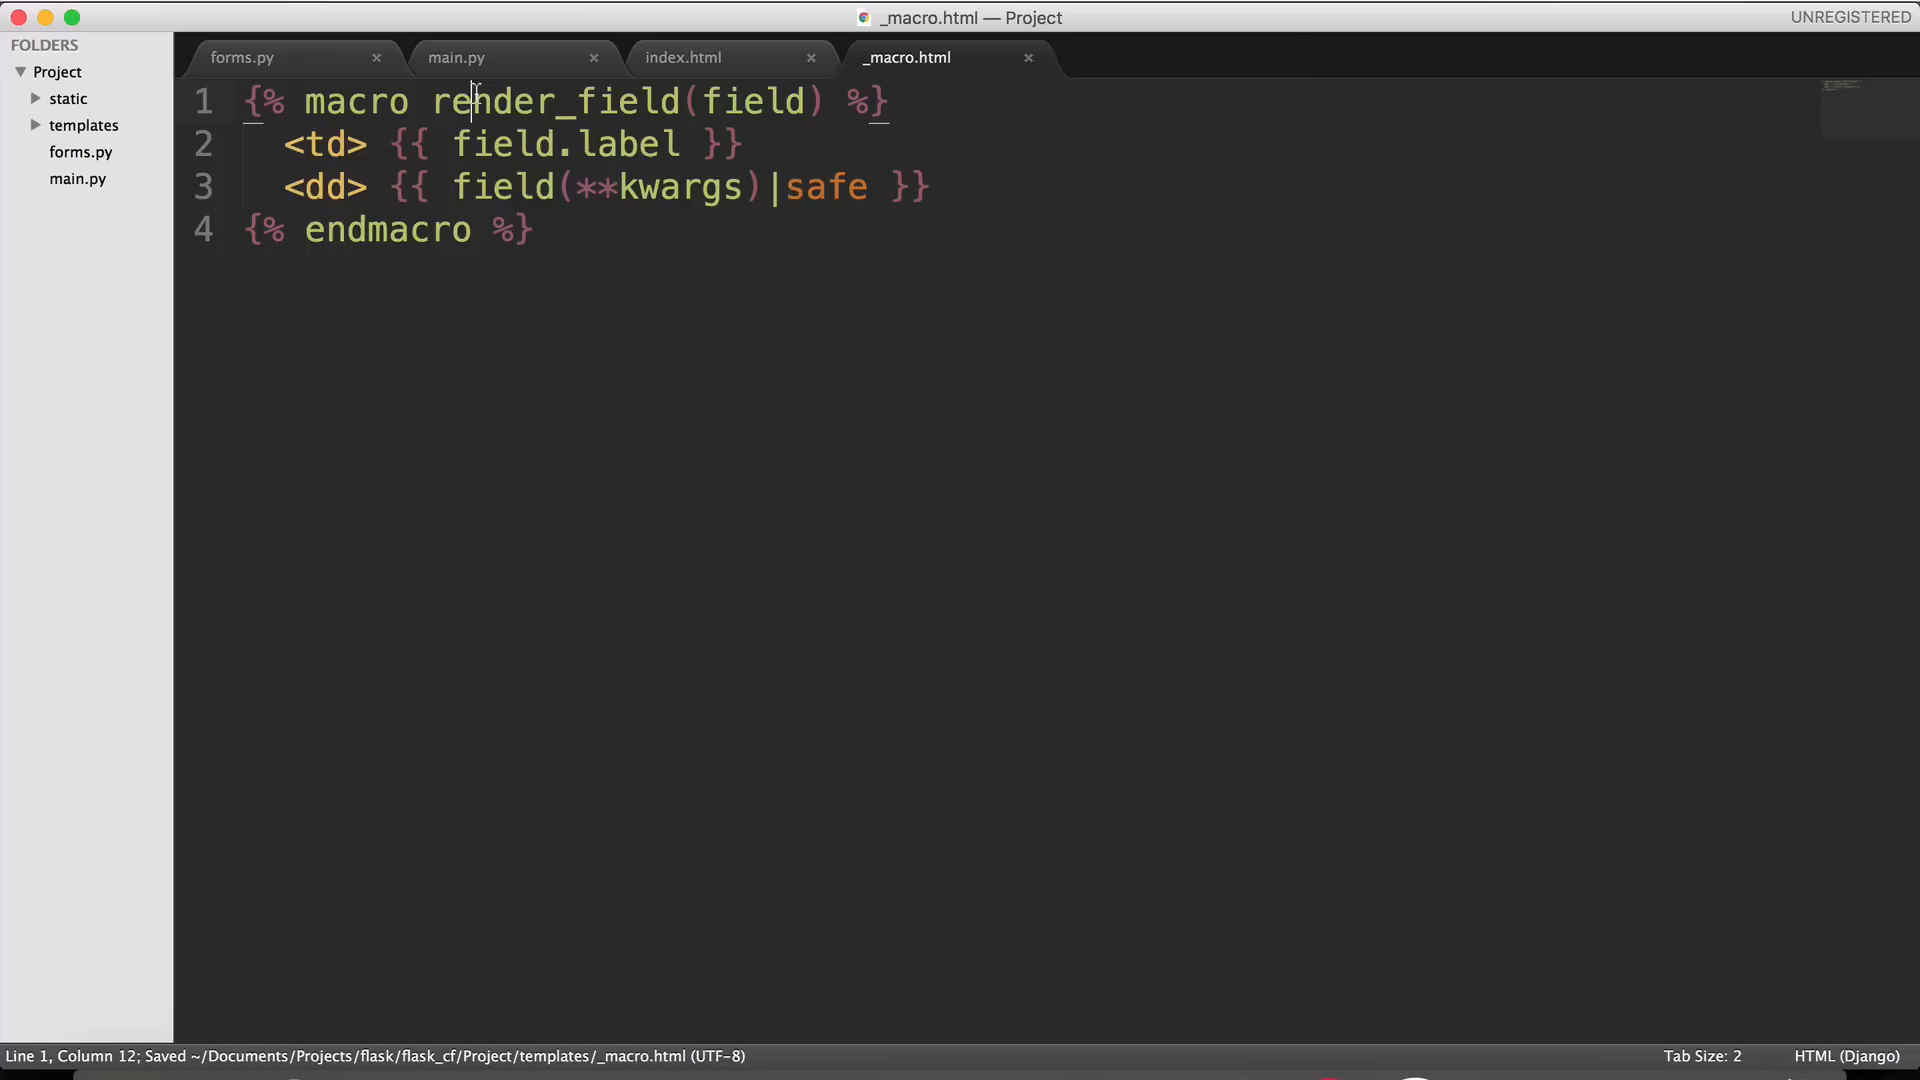 _macro.html — Project
UNREGISTERED
FOLDERS
Project
static
templates
forms.py
main.py
forms.py × main.py × index.html × _macro.html ×
1 {% macro render_field(field) %}
2 <td> {{ field.label }}
3 <dd> {{ field(**kwargs)|safe }}
4 {% endmacro %}
Line 1, Column 12; Saved ~/Documents/Projects/flask/flask_cf/Project/templates/_macro.html (UTF-8)
Tab Size: 2
HTML (Django)